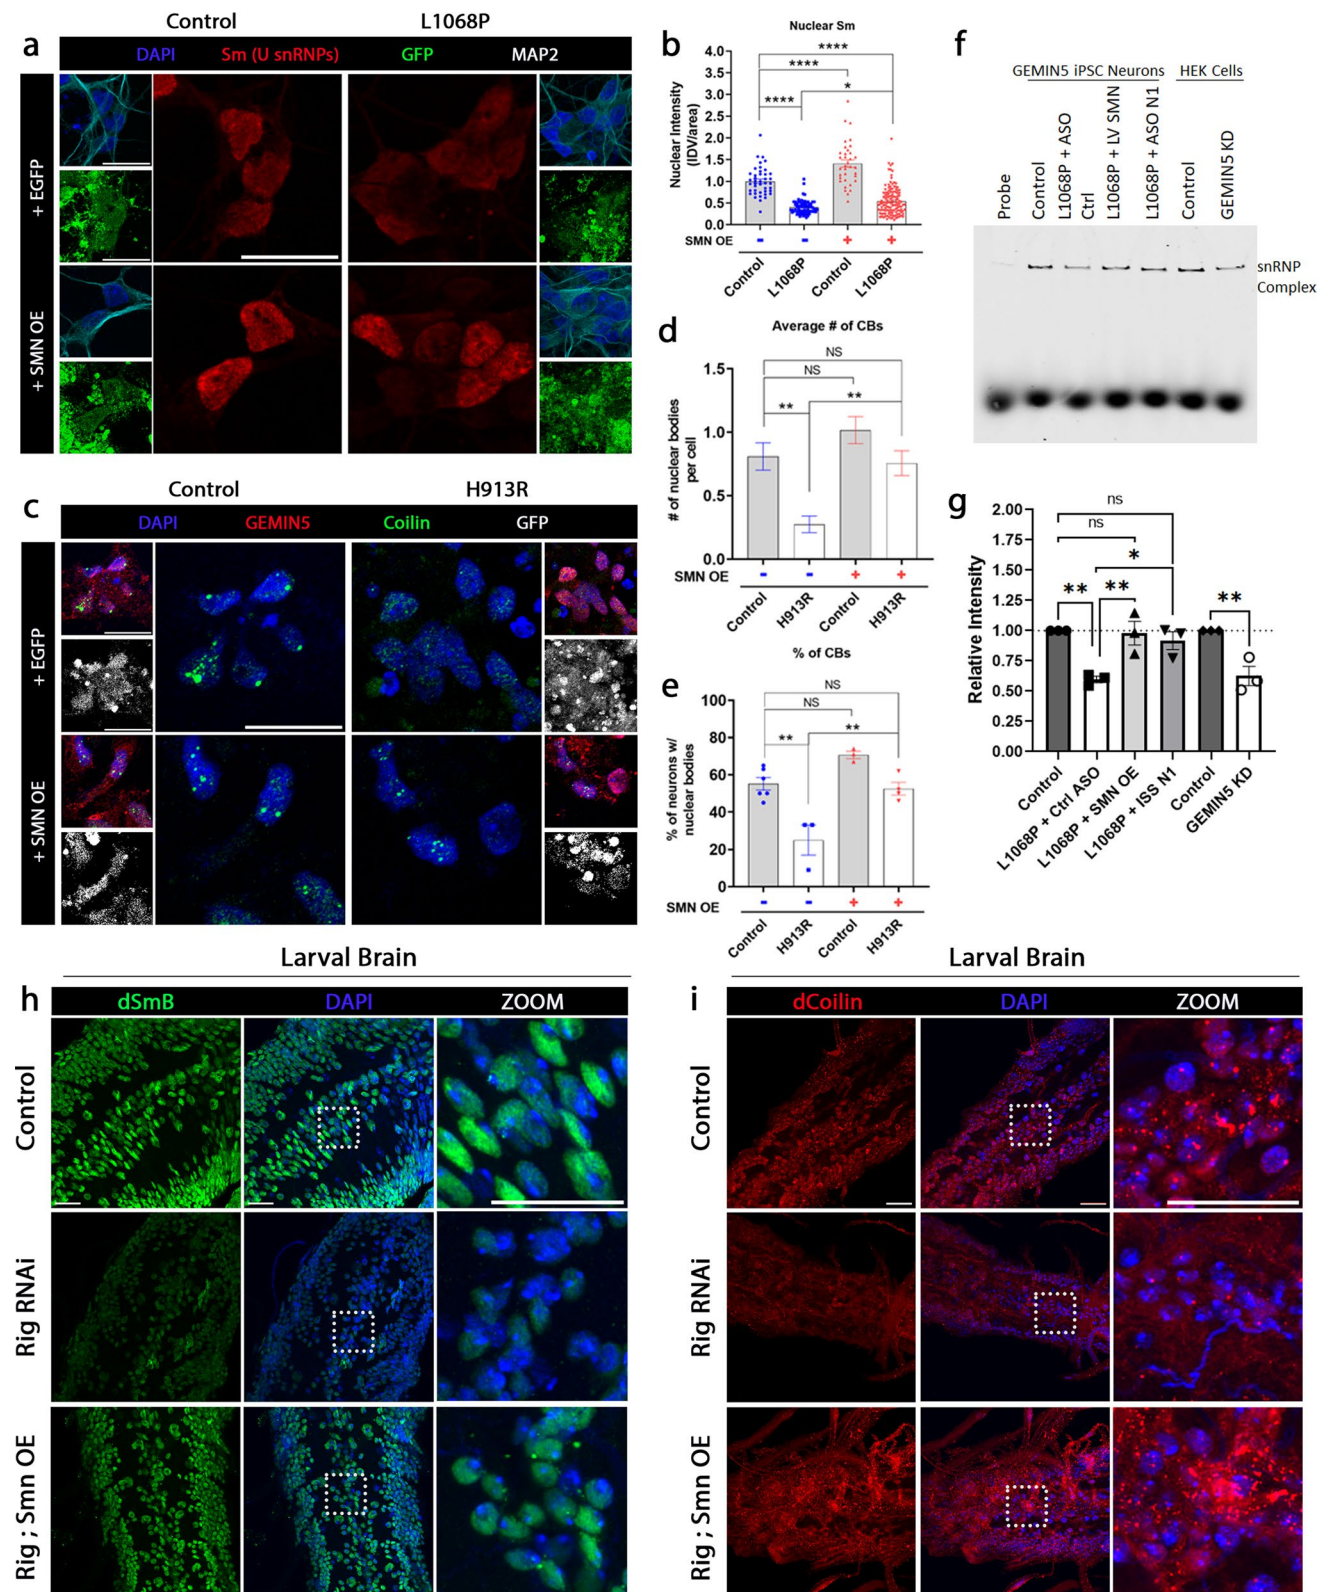 a
Control
L1068P
DAPI
Sm (U snRNPs)
GFP
MAP2
+ EGFP
+ SMN OE
b
Nuclear Sm
Nuclear Intensity
(IDV/area)
4.0
3.5
3.0
2.5
2.0
1.5
1.0
0.5
0.0
****
****
****
*
SMN OE
--
--
+
+
Control
L1068P
Control
L1068P
c
Control
H913R
DAPI
GEMIN5
Coilin
GFP
+ EGFP
+ SMN OE
d
Average # of CBs
# of nuclear bodies
per cell
1.5
1.0
0.5
0.0
NS
NS
**
**
SMN OE
--
--
+
+
Control
H913R
Control
H913R
e
% of CBs
% of neurons w/
nuclear bodies
100
80
60
40
20
0
NS
NS
**
**
SMN OE
--
--
+
+
Control
H913R
Control
H913R
f
GEMIN5 iPSC Neurons
HEK Cells
Probe
Control
L1068P + ASO
Ctrl
L1068P + LV SMN
L1068P + ASO N1
Control
GEMIN5 KD
snRNP
Complex
g
Relative Intensity
2.00
1.75
1.50
1.25
1.00
0.75
0.50
0.25
0.00
ns
ns
*
**
**
**
Control
L1068P + Ctrl ASO
L1068P + SMN OE
L1068P + ISS N1
Control
GEMIN5 KD
h
Larval Brain
dSmB
DAPI
ZOOM
Control
Rig RNAi
Rig ; Smn OE
i
Larval Brain
dCoilin
DAPI
ZOOM
Control
Rig RNAi
Rig ; Smn OE